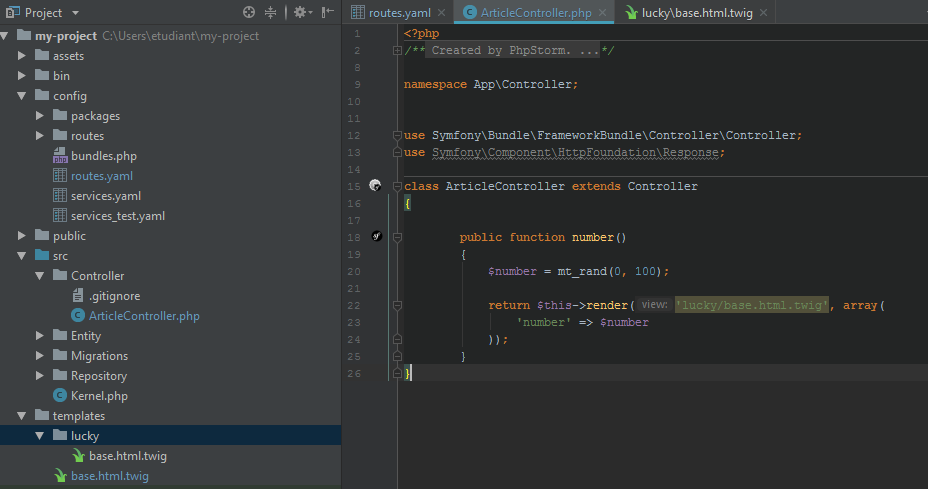 Project
my-project C:\Users\etudiant\my-project
assets
bin
config
packages
routes
bundles.php
routes.yaml
services.yaml
services_test.yaml
public
src
Controller
.gitignore
ArticleController.php
Entity
Migrations
Repository
Kernel.php
templates
lucky
base.html.twig
base.html.twig
routes.yaml ArticleController.php lucky\base.html.twig
1 <?php
2 /** Created by PhpStorm. ...*/
8
9 namespace App\Controller;
10
11
12 use Symfony\Bundle\FrameworkBundle\Controller\Controller;
13 use Symfony\Component\HttpFoundation\Response;
14
15 class ArticleController extends Controller
16 {
17
18 public function number()
19 {
20 $number = mt_rand(0, 100);
21
22 return $this->render( view: 'lucky/base.html.twig', array(
23 'number' => $number
24 ));
25 }
26 }